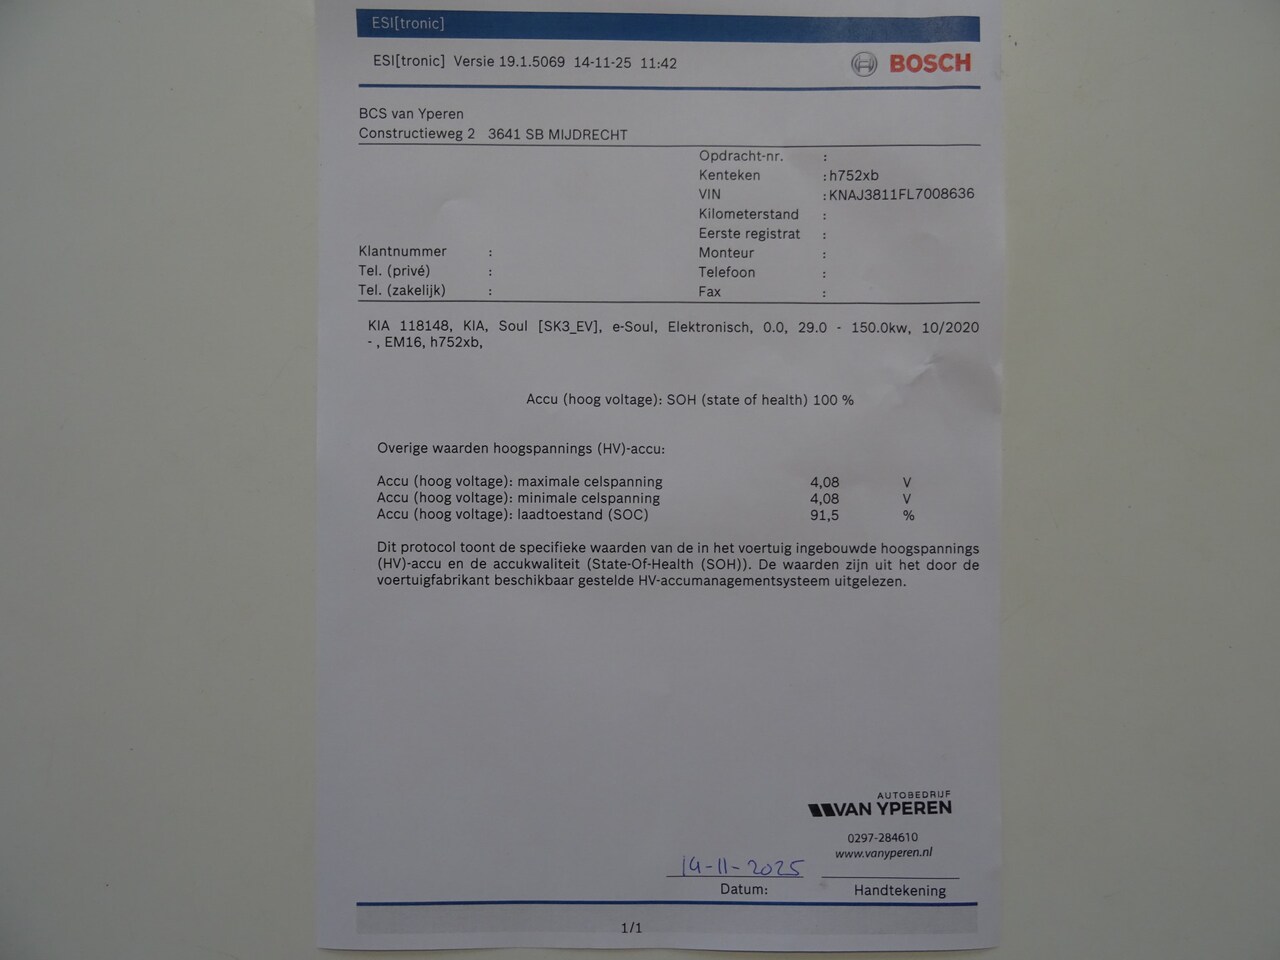 ESI[tronic]
ESI[tronic] Versie 19.1.5069 14-11-25 11:42
BOSCH
BCS van Yperen
Constructieweg 2 3641 SB MIJDRECHT
Opdracht-nr. :
Kenteken : h752xb
VIN : KNAJ3811FL7008636
Kilometerstand :
Eerste registrat :
Klantnummer : Monteur :
Tel. (privé) : Telefoon :
Tel. (zakelijk) : Fax :
KIA 118148, KIA, Soul [SK3_EV], e-Soul, Elektronisch, 0.0, 29.0 - 150.0kw, 10/2020
- , EM16, h752xb,
Accu (hoog voltage): SOH (state of health) 100 %
Overige waarden hoogspannings (HV)-accu:
Accu (hoog voltage): maximale celspanning 4,08 V
Accu (hoog voltage): minimale celspanning 4,08 V
Accu (hoog voltage): laadtoestand (SOC) 91,5 %
Dit protocol toont de specifieke waarden van de in het voertuig ingebouwde hoogspannings
(HV)-accu en de accukwaliteit (State-Of-Health (SOH)). De waarden zijn uit het door de
voertuigfabrikant beschikbaar gestelde HV-accumanagementsysteem uitgelezen.
AUTOBEDRIJF
VAN YPEREN
0297-284610
www.vanyperen.nl
14-11-2025
Datum: Handtekening
1/1